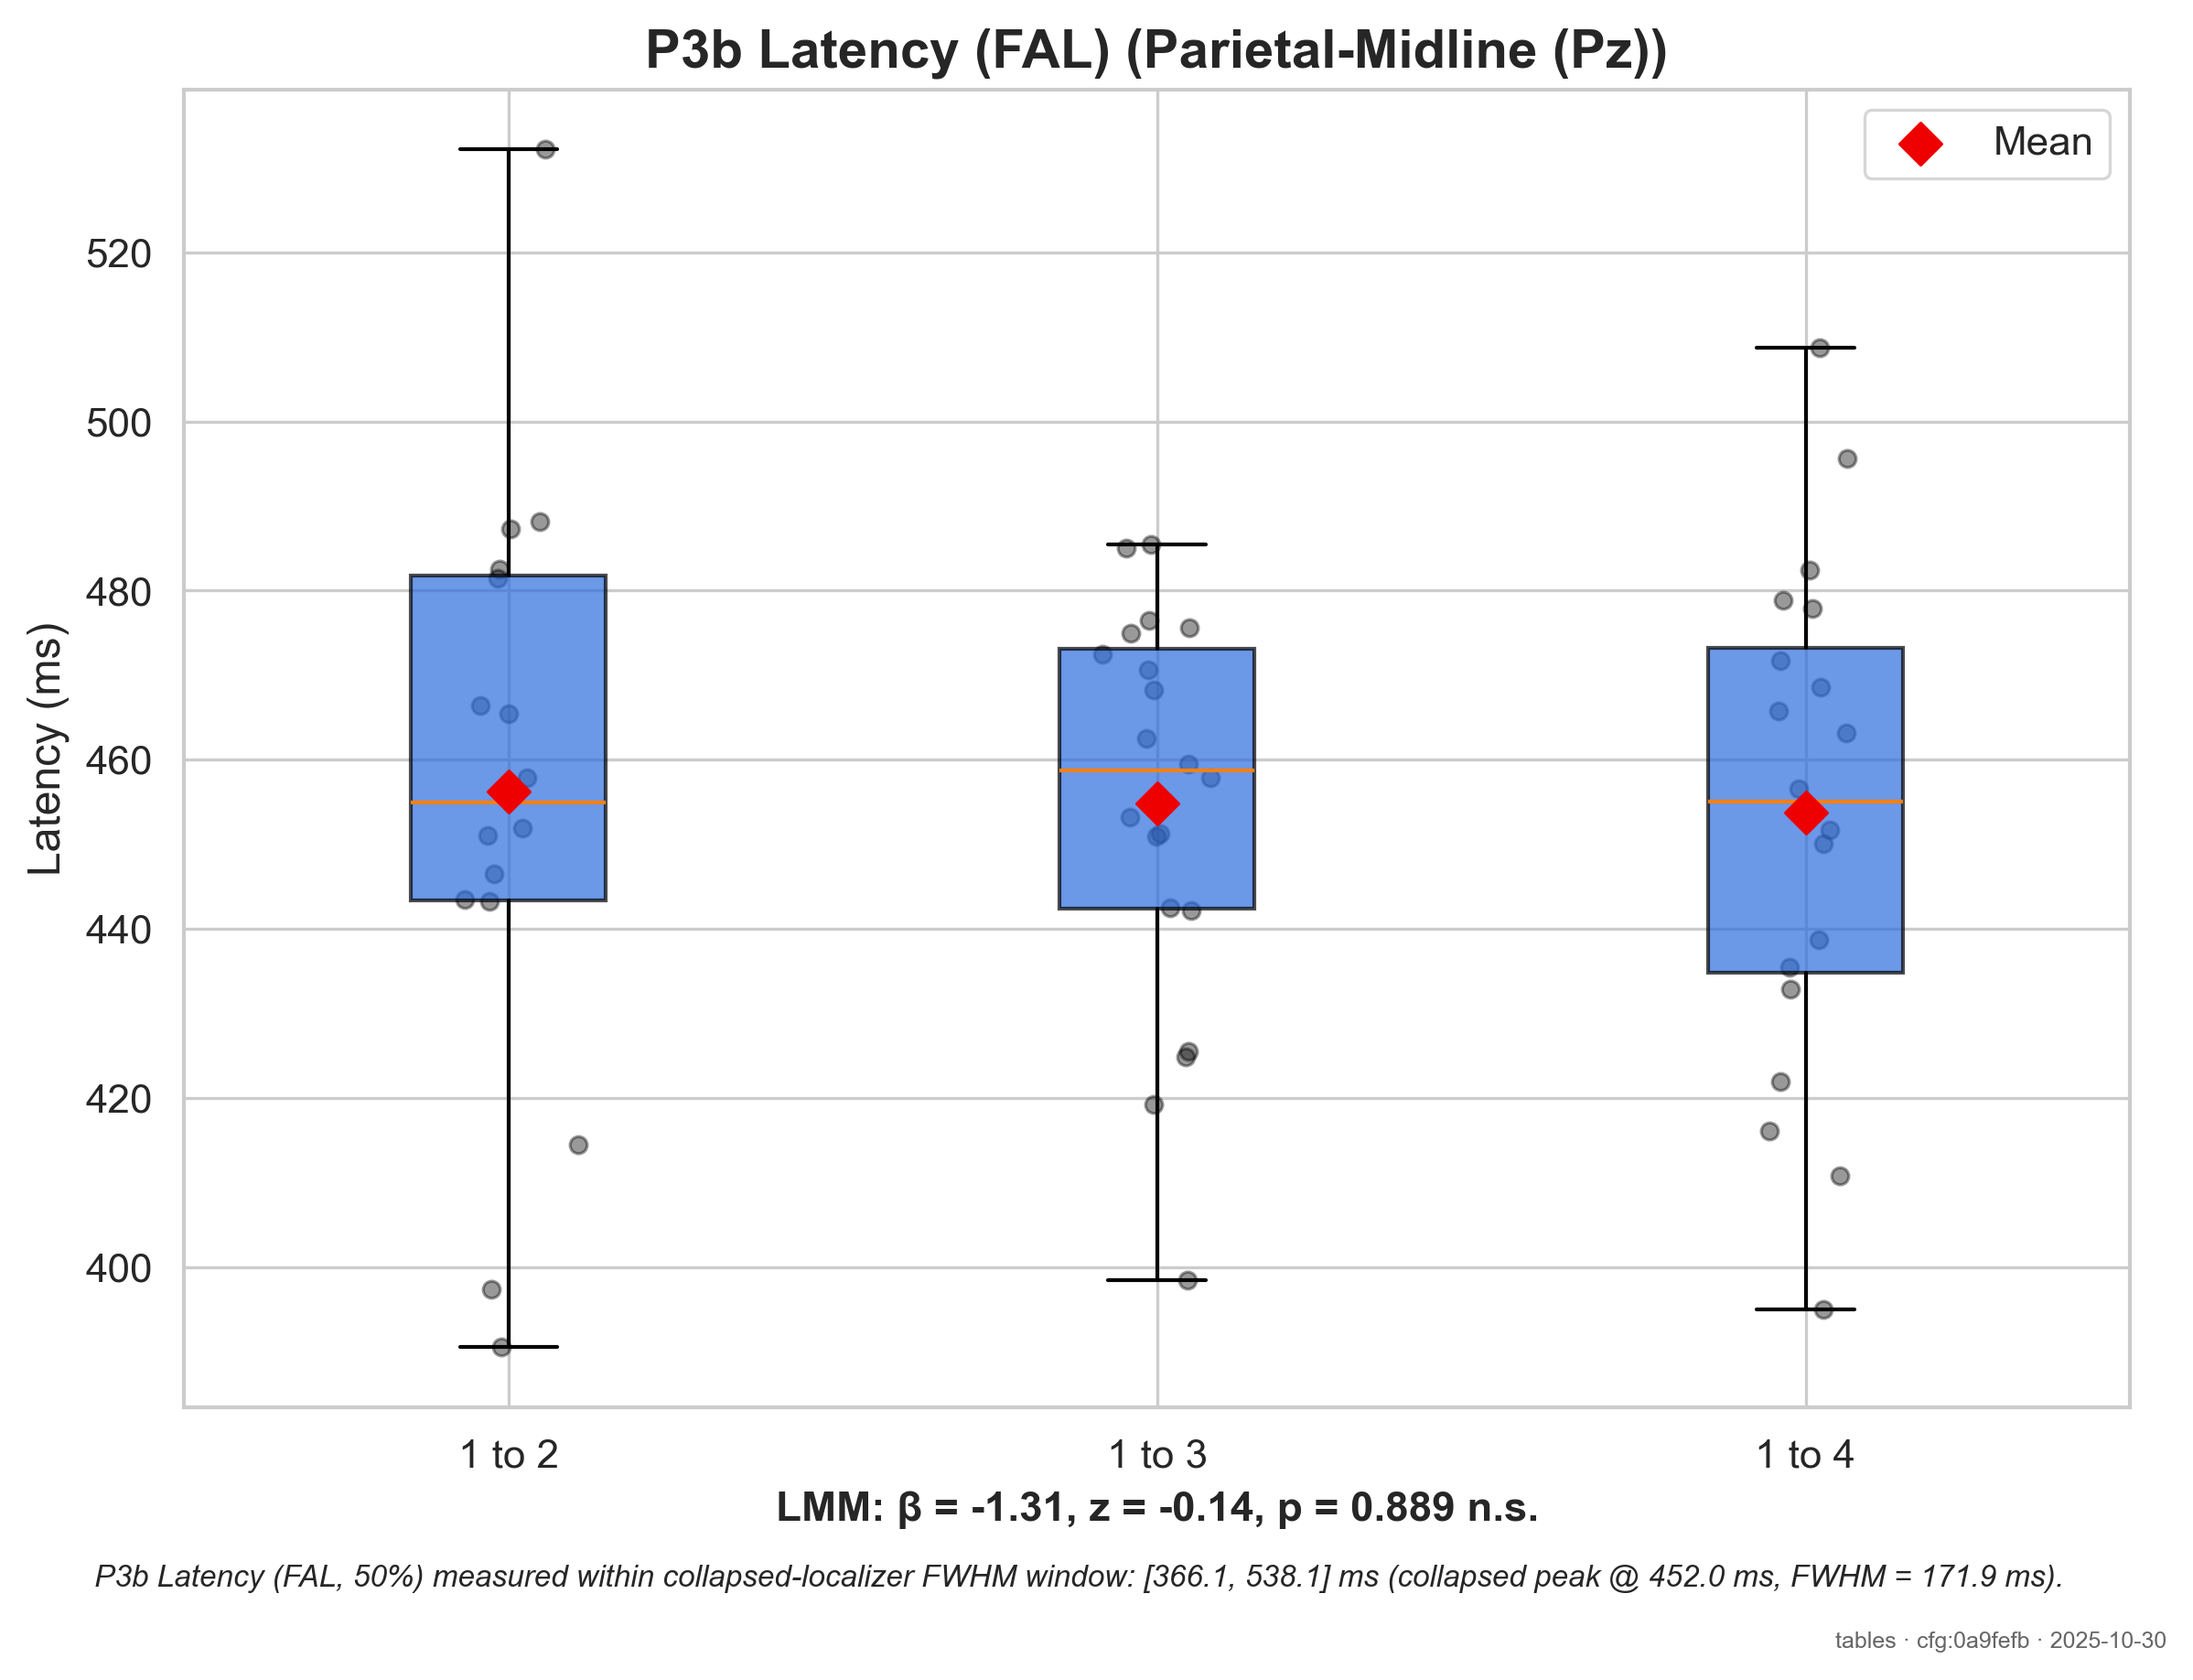 P3b Latency (FAL) (Parietal-Midline (Pz))
Mean
Latency (ms)
520
500
480
460
440
420
400
1 to 2
1 to 3
1 to 4
LMM: β = -1.31, z = -0.14, p = 0.889 n.s.
P3b Latency (FAL, 50%) measured within collapsed-localizer FWHM window: [366.1, 538.1] ms (collapsed peak @ 452.0 ms, FWHM = 171.9 ms).
tables · cfg:0a9fefb · 2025-10-30